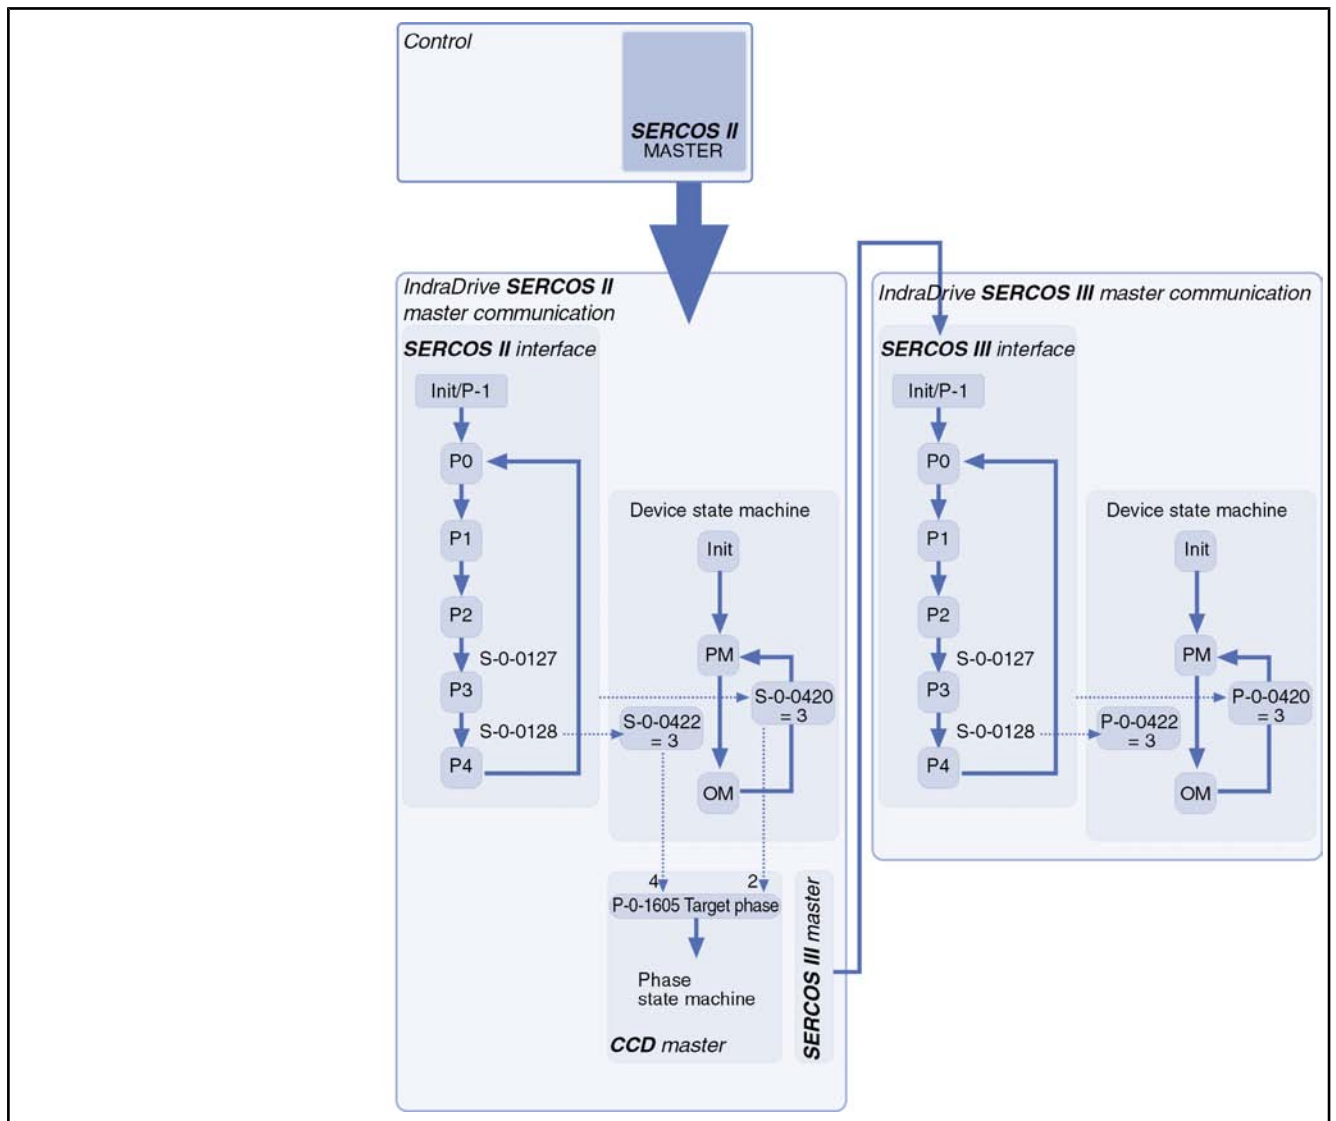 Control
SERCOS II
MASTER
IndraDrive SERCOS II
master communication
SERCOS II interface
Init/P-1
P0
P1
P2
S-0-0127
P3
S-0-0128
P4
Device state machine
Init
PM
S-0-0420
= 3
S-0-0422
= 3
OM
4
2
P-0-1605 Target phase
Phase
state machine
CCD master
SERCOS III master
IndraDrive SERCOS III master communication
SERCOS III interface
Init/P-1
P0
P1
P2
S-0-0127
P3
S-0-0128
P4
Device state machine
Init
PM
P-0-0420
= 3
P-0-0422
= 3
OM